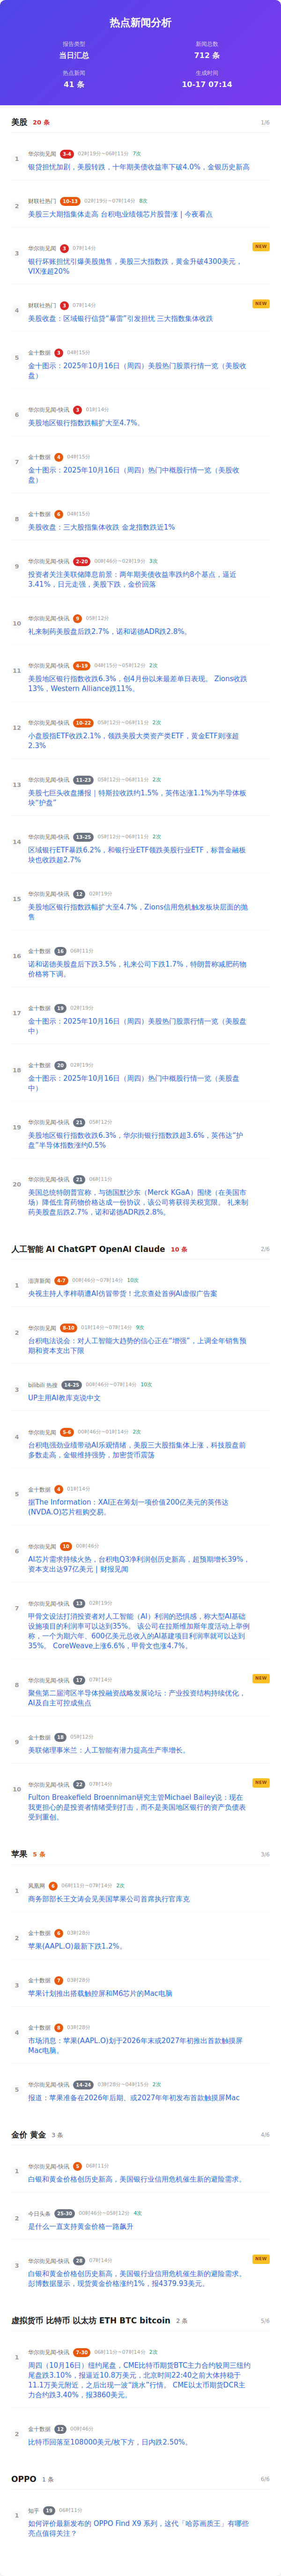 热点新闻分析
报告类型
新闻总数
当日汇总
712 条
热点新闻
生成时间
41 条
10-17 07:14
美股 20 条 1/6
1
华尔街见闻 3-4 02时19分~06时11分 7次
银贷担忧加剧，美股转跌，十年期美债收益率下破4.0%，金银历史新高
2
财联社热门 10-13 02时19分~07时14分 8次
美股三大期指集体走高 台积电业绩领芯片股普涨 | 今夜看点
3
华尔街见闻 3 07时14分 NEW
银行坏账担忧引爆美股抛售，美股三大指数跌，黄金升破4300美元，
VIX涨超20%
4
财联社热门 3 07时14分 NEW
美股收盘：区域银行信贷“暴雷”引发担忧 三大指数集体收跌
5
金十数据 3 04时15分
金十图示：2025年10月16日（周四）美股热门股票行情一览（美股收
盘）
6
华尔街见闻-快讯 3 01时14分
美股地区银行指数跌幅扩大至4.7%。
7
金十数据 4 04时15分
金十图示：2025年10月16日（周四）热门中概股行情一览（美股收
盘）
8
金十数据 4 04时15分
美股收盘：三大股指集体收跌 金龙指数跌近1%
9
华尔街见闻-快讯 2-20 00时46分~02时19分 3次
投资者关注美联储降息前景：两年期美债收益率跌约8个基点，逼近
3.41%，日元走强，美股下跌，金价回落
10
华尔街见闻-快讯 9 05时12分
礼来制药美股盘后跌2.7%，诺和诺德ADR跌2.8%。
11
华尔街见闻-快讯 4-19 04时15分~05时12分 2次
美股地区银行指数收跌6.3%，创4月份以来最差单日表现。 Zions收跌
13%，Western Alliance跌11%。
12
华尔街见闻-快讯 10-22 05时12分~06时11分 2次
小盘股指ETF收跌2.1%，领跌美股大类资产类ETF，黄金ETF则涨超
2.3%
13
华尔街见闻-快讯 11-23 05时12分~06时11分 2次
美股七巨头收盘播报｜特斯拉收跌约1.5%，英伟达涨1.1%为半导体板
块“护盘”
14
华尔街见闻-快讯 13-25 05时12分~06时11分 2次
区域银行ETF暴跌6.2%，和银行业ETF领跌美股行业ETF，标普金融板
块也收跌超2.7%
15
华尔街见闻-快讯 12 02时19分
美股地区银行指数跌幅扩大至4.7%，Zions信用危机触发板块层面的抛
售
16
金十数据 16 06时11分
诺和诺德美股盘后下跌3.5%，礼来公司下跌1.7%，特朗普称减肥药物
价格将下调。
17
金十数据 19 02时19分
金十图示：2025年10月16日（周四）美股热门股票行情一览（美股盘
中）
18
金十数据 20 02时19分
金十图示：2025年10月16日（周四）热门中概股行情一览（美股盘
中）
19
华尔街见闻-快讯 21 05时12分
美股地区银行指数收跌6.3%，华尔街银行指数跌超3.6%，英伟达“护
盘”半导体指数涨约0.5%
20
华尔街见闻-快讯 21 06时11分
美国总统特朗普宣称，与德国默沙东（Merck KGaA）围绕（在美国市
场）降低生育药物价格达成一份协议，该公司将获得关税宽限。 礼来制
药美股盘后跌2.7%，诺和诺德ADR跌2.8%。
人工智能 AI ChatGPT OpenAI Claude 10 条 2/6
1
澎湃新闻 4-7 00时46分~07时14分 10次
央视主持人李梓萌遭AI仿冒带货！北京查处首例AI虚假广告案
2
华尔街见闻 8-10 01时14分~07时14分 9次
台积电法说会：对人工智能大趋势的信心正在“增强”，上调全年销售预
期和资本支出下限
3
bilibili 热搜 14-25 00时46分~07时14分 10次
UP主用AI教库克说中文
4
华尔街见闻 5-6 00时46分~01时14分 2次
台积电强劲业绩带动AI乐观情绪，美股三大股指集体上涨，科技股盘前
多数走高，金银维持强势，加密货币震荡
5
金十数据 4 01时14分
据The Information：XAI正在筹划一项价值200亿美元的英伟达
(NVDA.O)芯片租购交易。
6
华尔街见闻 10 00时46分
AI芯片需求持续火热，台积电Q3净利润创历史新高，超预期增长39%，
资本支出达97亿美元 | 财报见闻
7
华尔街见闻-快讯 13 02时19分
甲骨文设法打消投资者对人工智能（AI）利润的恐惧感，称大型AI基础
设施项目的利润率可以达到35%。 该公司在拉斯维加斯年度活动上举例
称，一个为期六年、600亿美元总收入的AI基建项目利润率就可以达到
35%。 CoreWeave上涨6.6%，甲骨文也涨4.7%。
8
华尔街见闻-快讯 17 07时14分 NEW
聚焦第二届湾区半导体投融资战略发展论坛：产业投资结构持续优化，
AI及自主可控成焦点
9
金十数据 18 05时12分
美联储理事米兰：人工智能有潜力提高生产率增长。
10
华尔街见闻-快讯 22 07时14分 NEW
Fulton Breakefield Broenniman研究主管Michael Bailey说：现在
我更担心的是投资者情绪受到打击，而不是美国地区银行的资产负债表
受到重创。
苹果 5 条 3/6
1
凤凰网 6 06时11分~07时14分 2次
商务部部长王文涛会见美国苹果公司首席执行官库克
2
金十数据 6 03时28分
苹果(AAPL.O)最新下跌1.2%。
3
金十数据 7 03时28分
苹果计划推出搭载触控屏和M6芯片的Mac电脑
4
金十数据 8 03时28分
市场消息：苹果(AAPL.O)划于2026年末或2027年初推出首款触摸屏
Mac电脑。
5
华尔街见闻-快讯 14-24 03时28分~04时15分 2次
报道：苹果准备在2026年后期、或2027年年初发布首款触摸屏Mac
金价 黄金 3 条 4/6
1
华尔街见闻-快讯 5 06时11分
白银和黄金价格创历史新高，美国银行业信用危机催生新的避险需求。
2
今日头条 25-30 00时46分~05时12分 4次
是什么一直支持黄金价格一路飙升
3
华尔街见闻-快讯 28 07时14分 NEW
白银和黄金价格创历史新高，美国银行业信用危机催生新的避险需求。
彭博数据显示，现货黄金价格涨约1%，报4379.93美元。
虚拟货币 比特币 以太坊 ETH BTC bitcoin 2 条 5/6
1
华尔街见闻-快讯 7-30 06时11分~07时14分 2次
周四（10月16日）纽约尾盘，CME比特币期货BTC主力合约较周三纽约
尾盘跌3.10%，报逼近10.8万美元，北京时间22:40之前大体持稳于
11.1万美元附近，之后出现一波“跳水”行情。 CME以太币期货DCR主
力合约跌3.40%，报3860美元。
2
金十数据 12 00时46分
比特币回落至108000美元/枚下方，日内跌2.50%。
OPPO 1 条 6/6
1
知乎 19 06时11分
如何评价最新发布的 OPPO Find X9 系列，这代「哈苏画质王」有哪些
亮点值得关注？